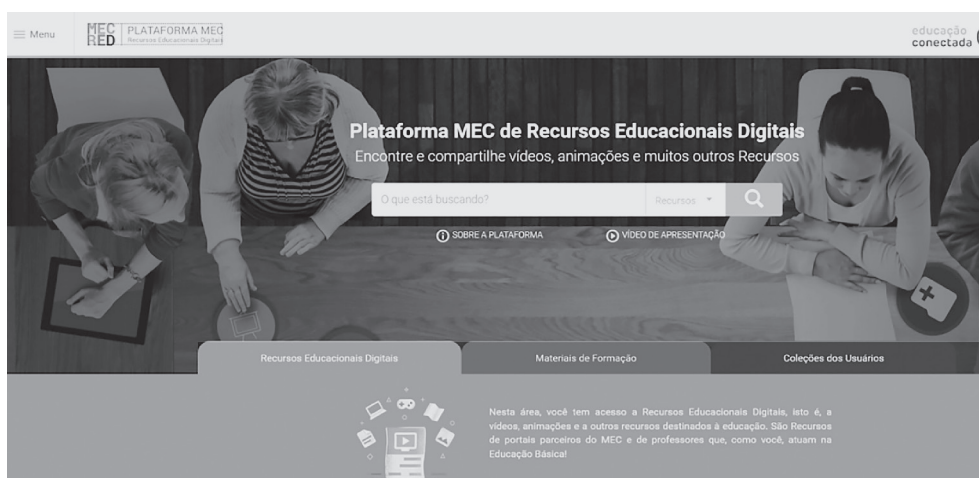 Menu
MEC RED
PLATAFORMA MEC
Recursos Educacionais Digitais
educação
conectada
Plataforma MEC de Recursos Educacionais Digitais
Encontre e compartilhe vídeos, animações e muitos outros Recursos
O que está buscando?
Recursos
SOBRE A PLATAFORMA
VÍDEO DE APRESENTAÇÃO
Recursos Educacionais Digitais
Materiais de Formação
Coleções dos Usuários
Nesta área, você tem acesso a Recursos Educacionais Digitais, isto é, a
vídeos, animações e a outros recursos destinados à educação. São Recursos
de portais parceiros do MEC e de professores que, como você, atuam na
Educação Básica!